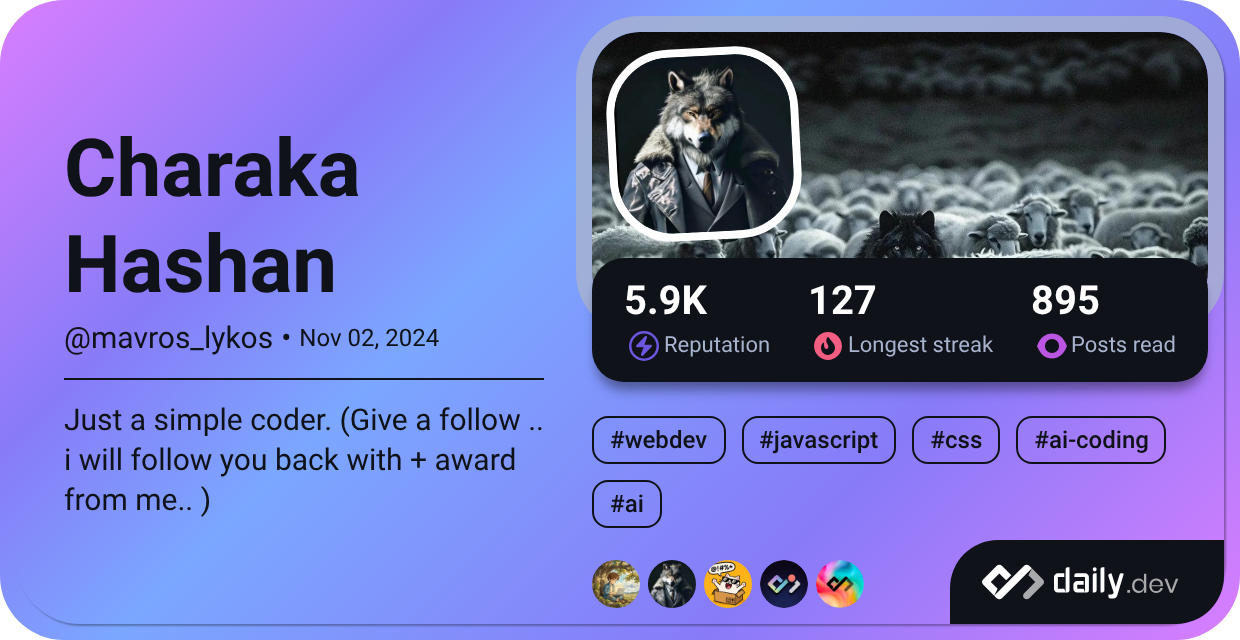 Charaka
Hashan
@mavros_lykos • Nov 02, 2024
Just a simple coder. (Give a follow ..
i will follow you back with + award
from me.. )
5.9K 127 895
Reputation Longest streak Posts read
#webdev #javascript #css #ai-coding
#ai
@!#%+
daily.dev